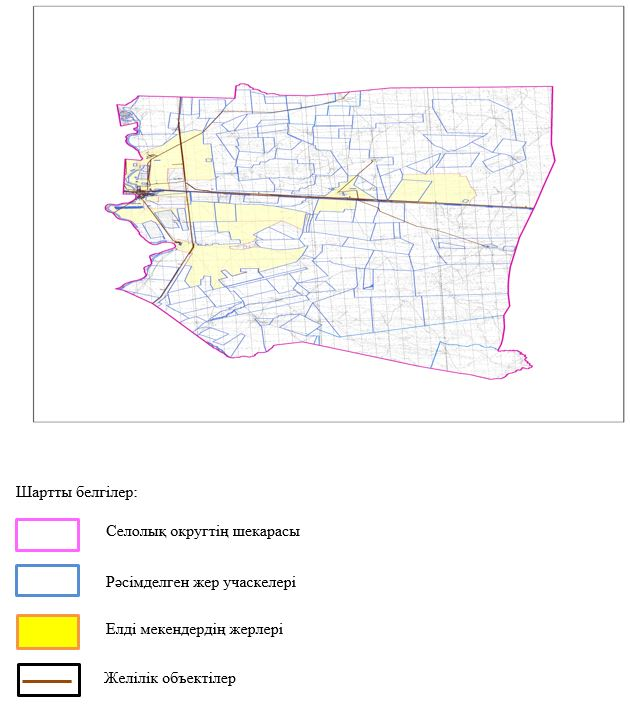 Шартты белгілер:
Селолық округтің шекарасы
Рәсімделген жер учаскелері
Елді мекендердің жерлері
Желілік объектілер